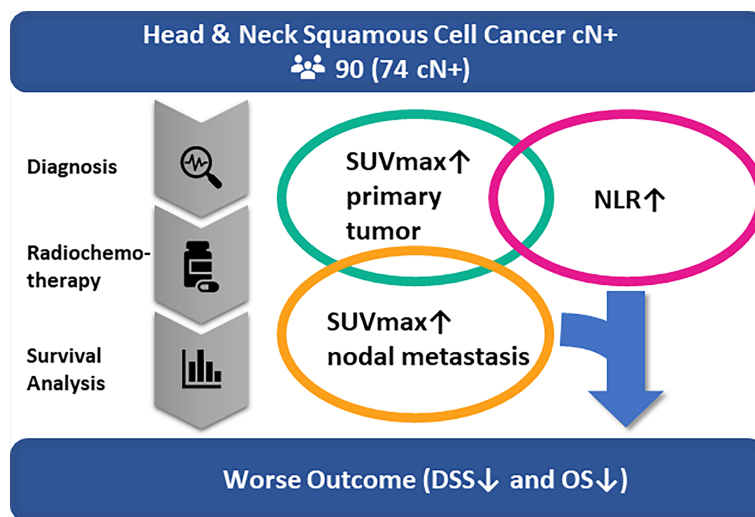 Head & Neck Squamous Cell Cancer cN+
90 (74 cN+)
Diagnosis
Radiochemo-
therapy
Survival
Analysis
SUVmax↑
primary
tumor
NLR↑
SUVmax↑
nodal metastasis
Worse Outcome (DSS↓ and OS↓)